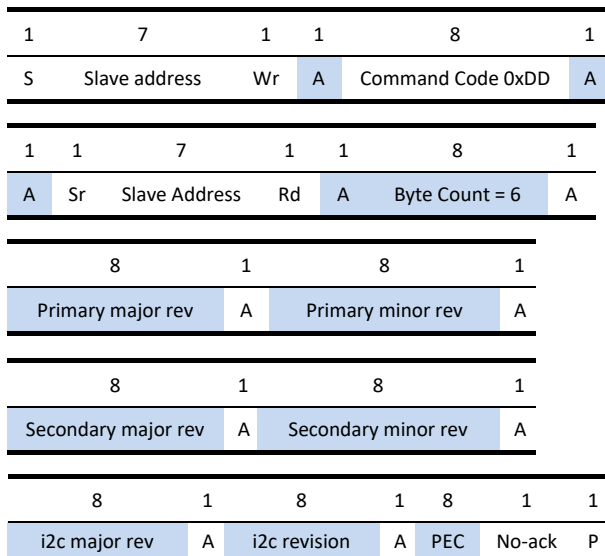 1 7 1 1 8 1
S Slave address Wr A Command Code 0xDD A
1 1 7 1 1 8 1
A Sr Slave Address Rd A Byte Count = 6 A
8 1 8 1
Primary major rev A Primary minor rev A
8 1 8 1
Secondary major rev A Secondary minor rev A
8 1 8 1 8 1 1
i2c major rev A i2c revision A PEC No-ack P